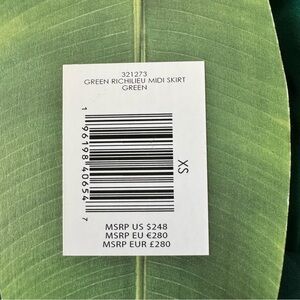 321273
GREEN RICHILIEU MIDI SKIRT
GREEN
1 96198 40654 7
XS
MSRP US $248
MSRP EU €280
MSRP EUR £280